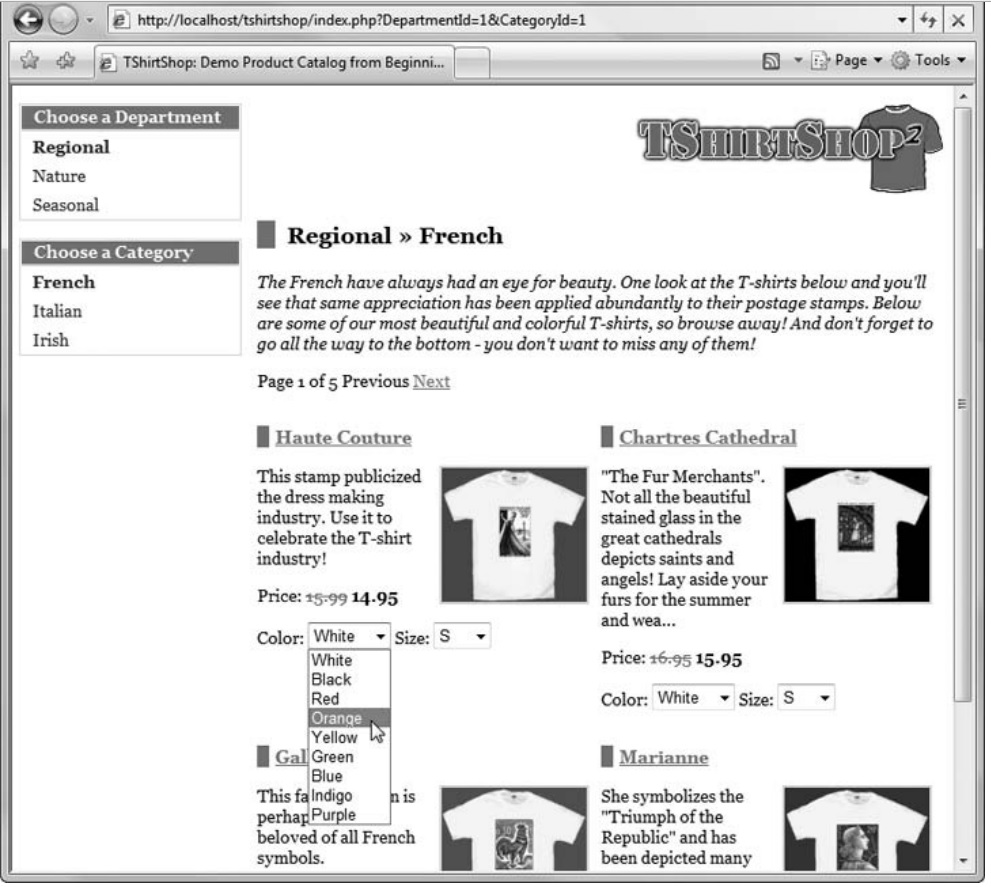 http://localhost/tshirtshop/index.php?DepartmentId=1&CategoryId=1
TShirtShop: Demo Product Catalog from Beginni...
Page
Tools
Choose a Department
Regional
Nature
Seasonal
Choose a Category
French
Italian
Irish
TShirtShop²
Regional » French
The French have always had an eye for beauty. One look at the T-shirts below and you'll
see that same appreciation has been applied abundantly to their postage stamps. Below
are some of our most beautiful and colorful T-shirts, so browse away! And don't forget to
go all the way to the bottom - you don't want to miss any of them!
Page 1 of 5 Previous Next
Haute Couture
This stamp publicized
the dress making
industry. Use it to
celebrate the T-shirt
industry!
Price: 15.99 14.95
Color: White Size: S
White
Black
Red
Orange
Yellow
Green
Blue
Indigo
Purple
Chartres Cathedral
"The Fur Merchants".
Not all the beautiful
stained glass in the
great cathedrals
depicts saints and
angels! Lay aside your
furs for the summer
and wea...
Price: 16.95 15.95
Color: White Size: S
Gal
This fa n is
perhap
beloved of all French
symbols.
Marianne
She symbolizes the
"Triumph of the
Republic" and has
been depicted many